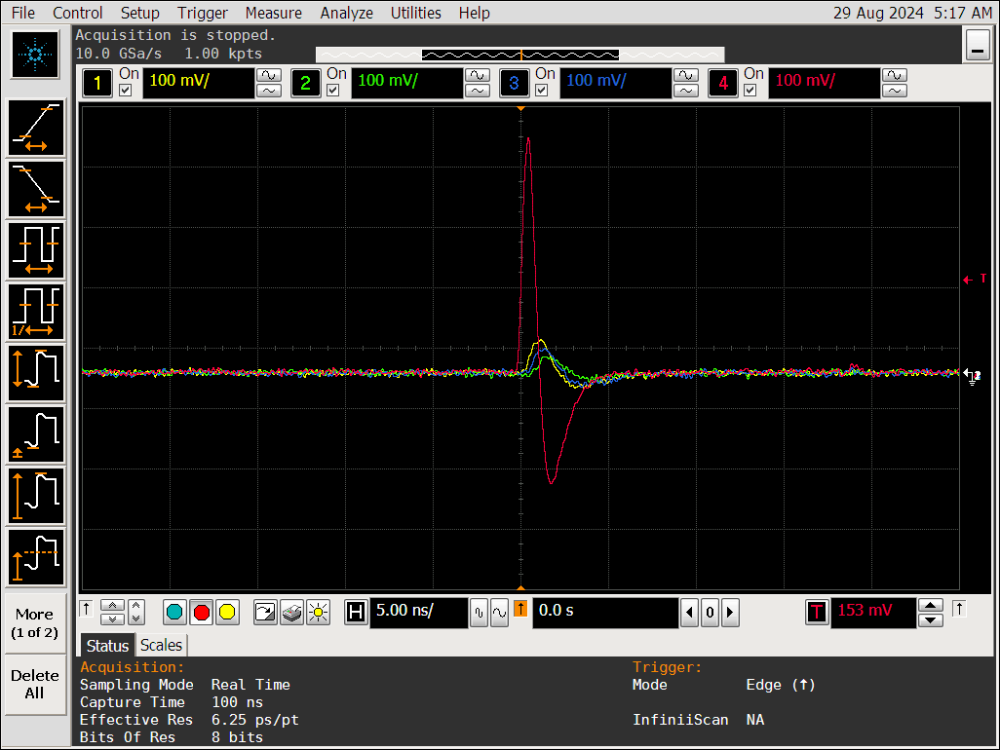 File Control Setup Trigger Measure Analyze Utilities Help 29 Aug 2024 5:17 AM
Acquisition is stopped.
10.0 GSa/s 1.00 kpts
1 On 100 mV/ 2 On 100 mV/ 3 On 100 mV/ 4 On 100 mV/
T
1/
More
(1 of 2)
Delete
All
H 5.00 ns/ 0.0 s 0 T 153 mV
Status Scales
Acquisition: Trigger:
Sampling Mode Real Time Mode Edge (↑)
Capture Time 100 ns
Effective Res 6.25 ps/pt InfiniiScan NA
Bits Of Res 8 bits